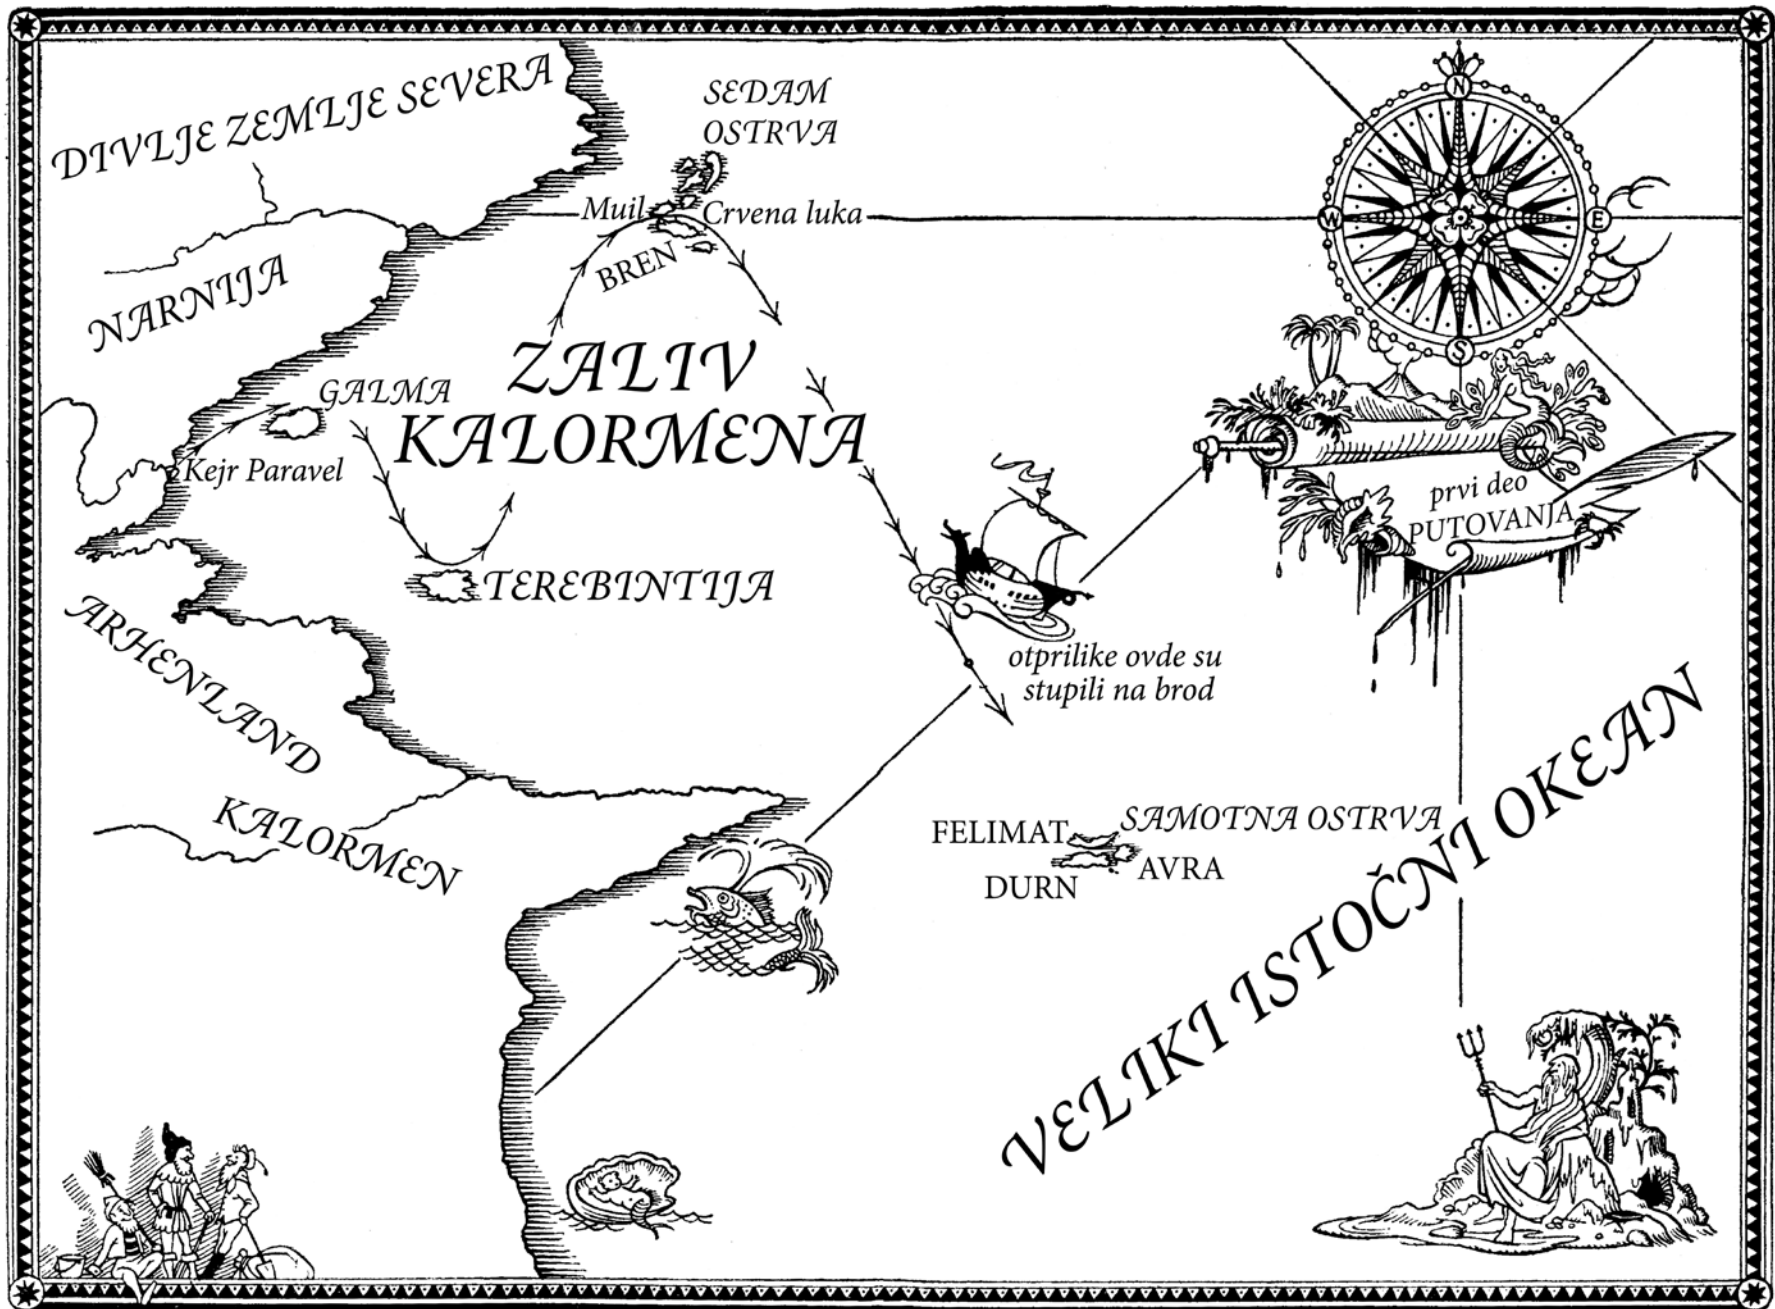 DIVLJE ZEMLJE SEVERA
SEDAM
OSTRVA
Muil
Crvena luka
BREN
NARNIJA
ZALIV
KALORMENA
GALMA
Kejr Paravel
TEREBINTIJA
ARHENLAND
KALORMEN
otprilike ovde su
stupili na brod
FELIMAT
SAMOTNA OSTRVA
DURN
AVRA
VELIKI ISTOČNI OKEAN
N
W
E
S
prvi deo
PUTOVANJA